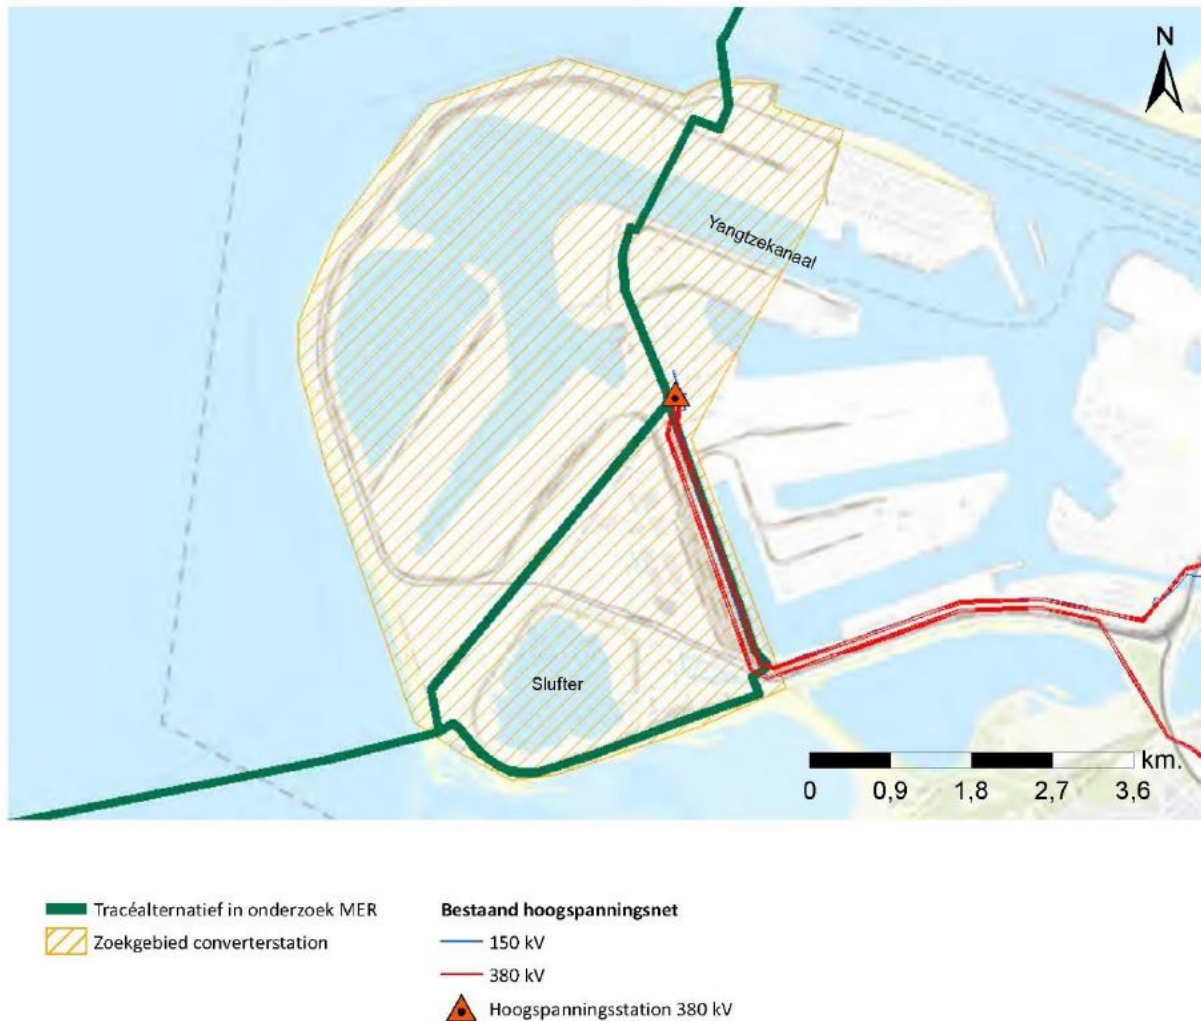 N
Yangtzekanaal
Slufter
km.
0 0,9 1,8 2,7 3,6
Tracéalternatief in onderzoek MER
Zoekgebied converterstation
Bestaand hoogspanningsnet
150 kV
380 kV
Hoogspanningsstation 380 kV